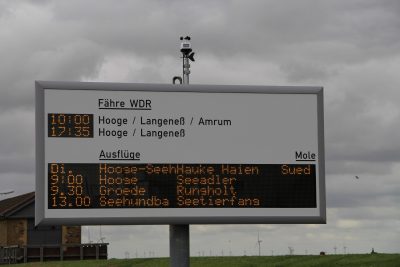 Fähre WDR
10:00 Hooge / Langeneß / Amrum
17:35 Hooge / Langeneß
Ausflüge Mole
Di. Hooge-SeehHauke Haien Sued
9:00 Hooge Seeadler
9.30 Groede Rungholt
13.00 Seehundba Seetierfang